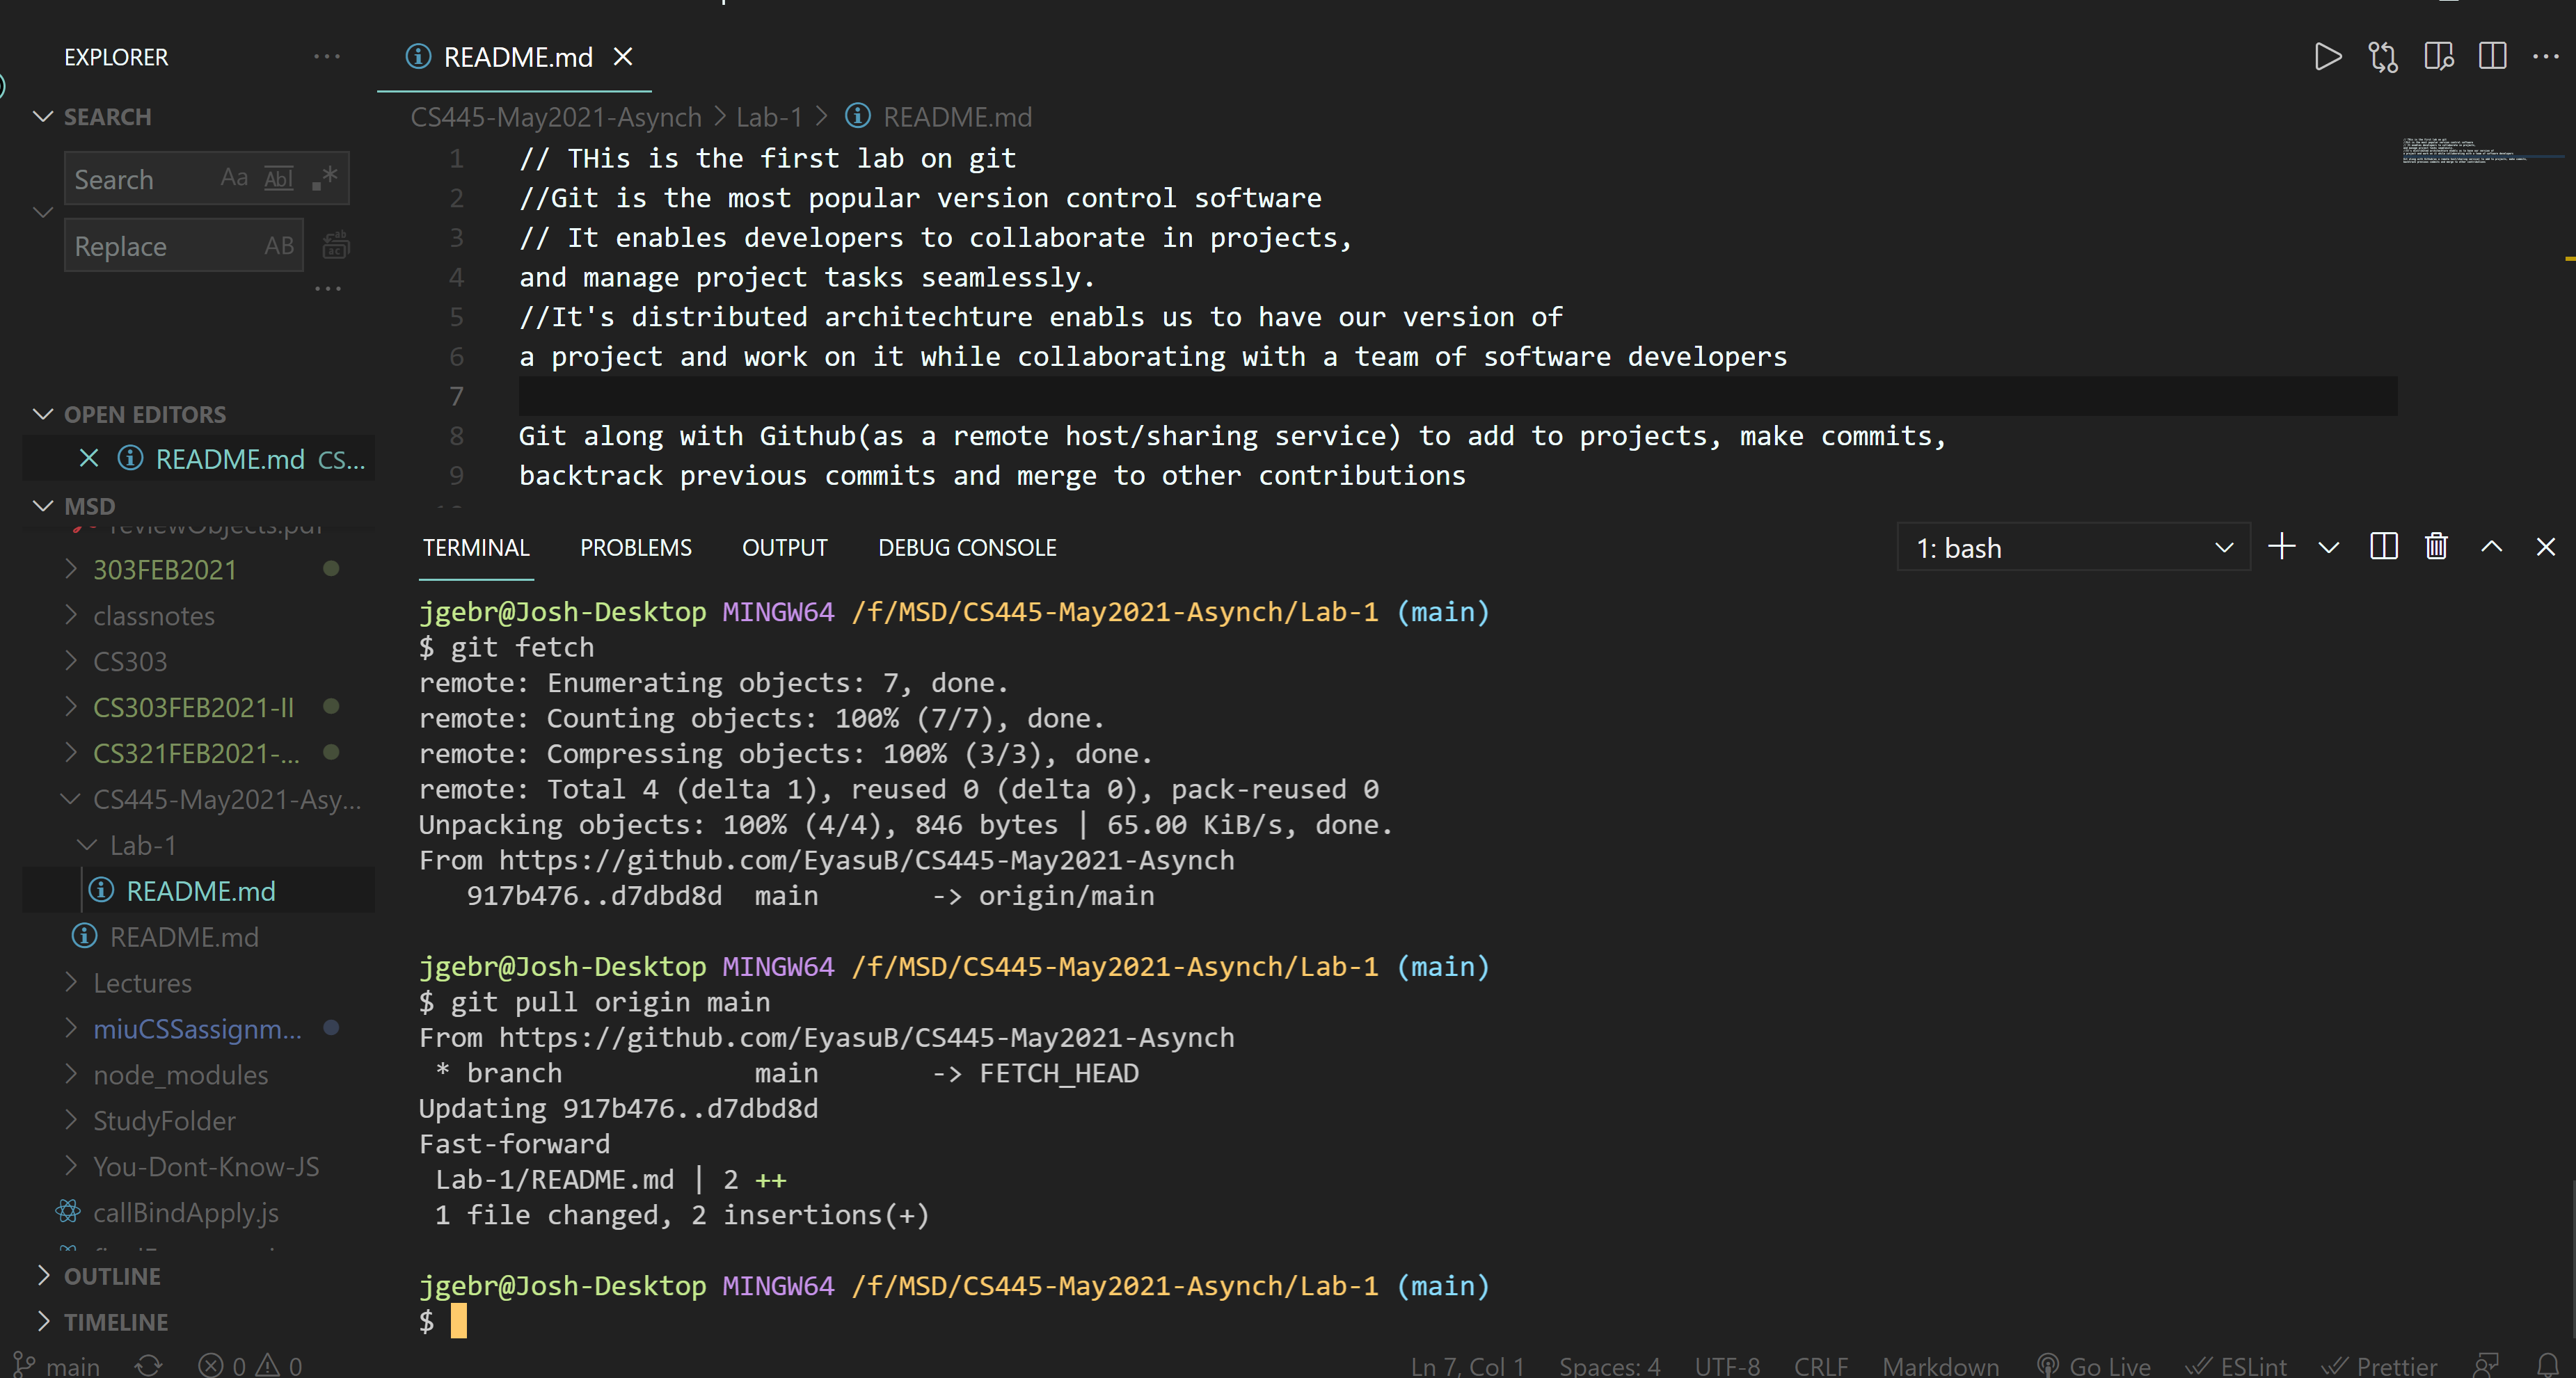 EXPLORER
SEARCH
Search Aa Abl .*
Replace AB
OPEN EDITORS
README.md CS...
MSD
reviewObjects.pdf
303FEB2021
classnotes
CS303
CS303FEB2021-II
CS321FEB2021-...
CS445-May2021-Asy...
Lab-1
README.md
README.md
Lectures
miuCSSassignm...
node_modules
StudyFolder
You-Dont-Know-JS
callBindApply.js
OUTLINE
TIMELINE
README.md
CS445-May2021-Asynch > Lab-1 > README.md
1 // THis is the first lab on git
2 //Git is the most popular version control software
3 // It enables developers to collaborate in projects,
4 and manage project tasks seamlessly.
5 //It's distributed architechture enabls us to have our version of
6 a project and work on it while collaborating with a team of software developers
7
8 Git along with Github(as a remote host/sharing service) to add to projects, make commits,
9 backtrack previous commits and merge to other contributions
TERMINAL PROBLEMS OUTPUT DEBUG CONSOLE 1: bash
jgebr@Josh-Desktop MINGW64 /f/MSD/CS445-May2021-Asynch/Lab-1 (main)
$ git fetch
remote: Enumerating objects: 7, done.
remote: Counting objects: 100% (7/7), done.
remote: Compressing objects: 100% (3/3), done.
remote: Total 4 (delta 1), reused 0 (delta 0), pack-reused 0
Unpacking objects: 100% (4/4), 846 bytes | 65.00 KiB/s, done.
From https://github.com/EyasuB/CS445-May2021-Asynch
917b476..d7dbd8d main -> origin/main
jgebr@Josh-Desktop MINGW64 /f/MSD/CS445-May2021-Asynch/Lab-1 (main)
$ git pull origin main
From https://github.com/EyasuB/CS445-May2021-Asynch
* branch main -> FETCH_HEAD
Updating 917b476..d7dbd8d
Fast-forward
Lab-1/README.md | 2 ++
1 file changed, 2 insertions(+)
jgebr@Josh-Desktop MINGW64 /f/MSD/CS445-May2021-Asynch/Lab-1 (main)
$
main 0 0 Ln 7, Col 1 Spaces: 4 UTF-8 CRLF Markdown Go Live ESLint Prettier